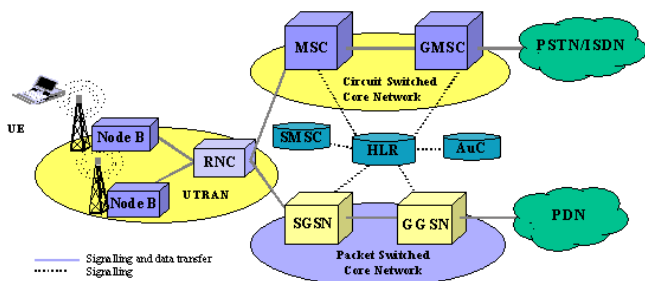 MSC
GMSC
PSTN/ISDN
Circuit Switched
Core Network
UE
Node B
SMSC
HLR
AuC
RNC
Node B
UTRAN
SGSN
GGSN
PDN
Packet Switched
Core Network
Signalling and data transfer
Signalling